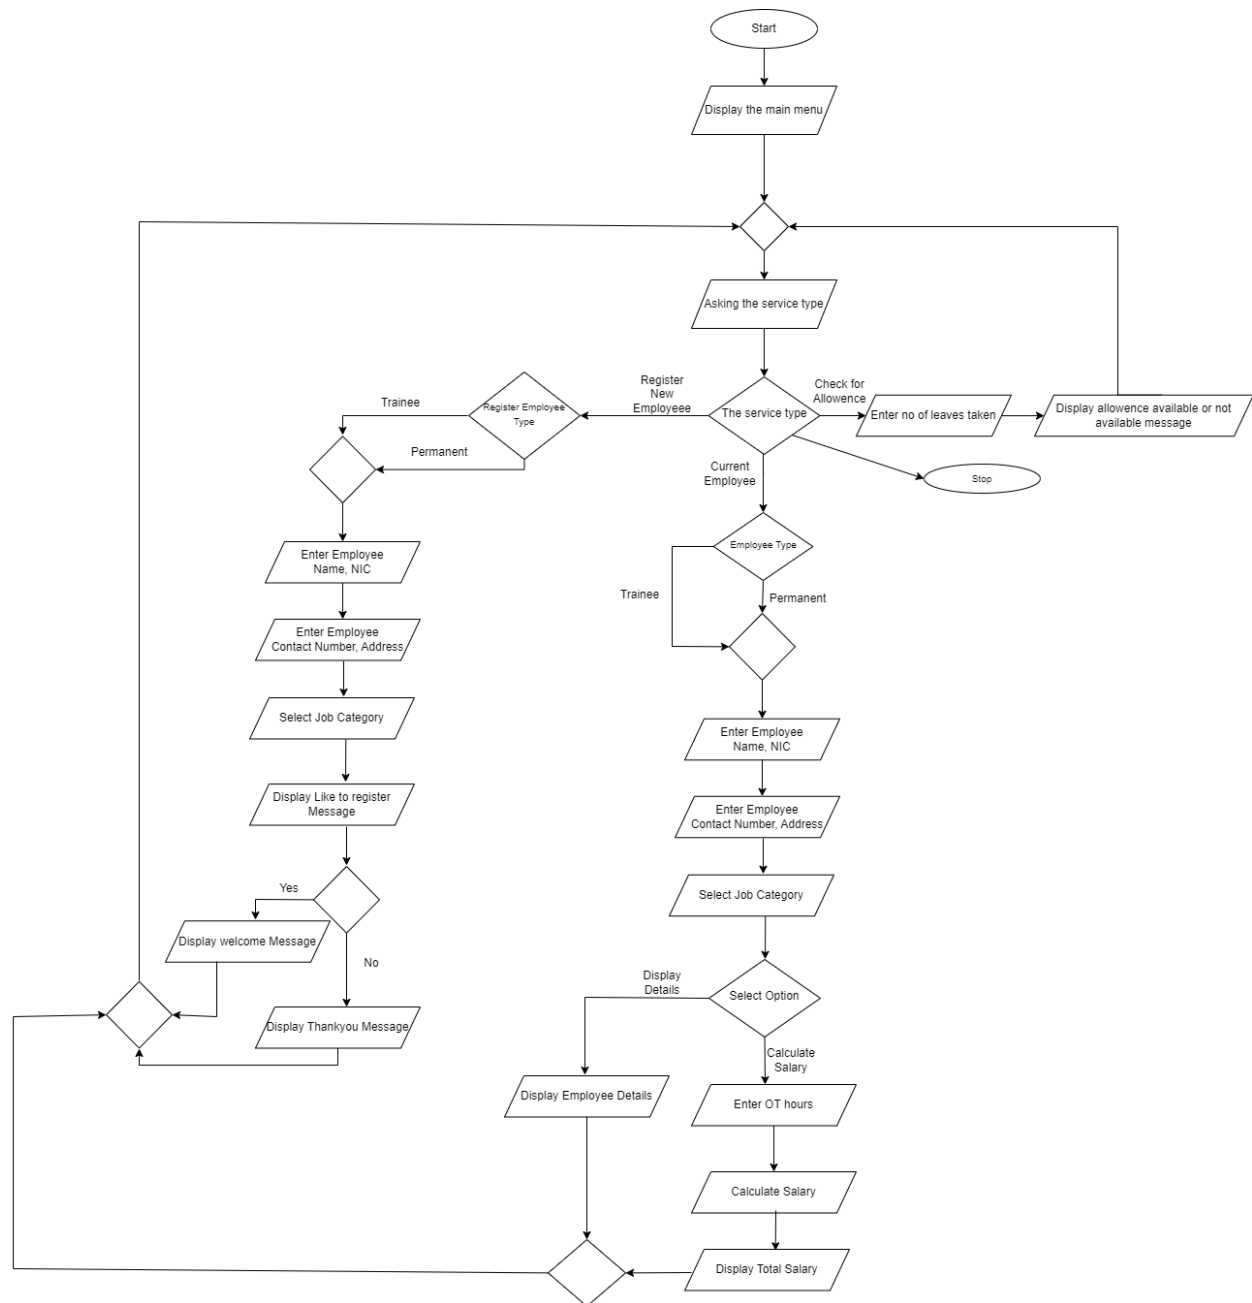 Start
Display the main menu
Asking the service type
Register
New
Employeee
The service type
Check for
Allowence
Enter no of leaves taken
Display allowence available or not
available message
Stop
Trainee
Register Employee
Type
Permanent
Current
Employee
Enter Employee
Name, NIC
Enter Employee
Contact Number, Address
Select Job Category
Display Like to register
Message
Yes
Display welcome Message
No
Display Thankyou Message
Employee Type
Trainee
Permanent
Enter Employee
Name, NIC
Enter Employee
Contact Number, Address
Select Job Category
Display
Details
Select Option
Calculate
Salary
Display Employee Details
Enter OT hours
Calculate Salary
Display Total Salary